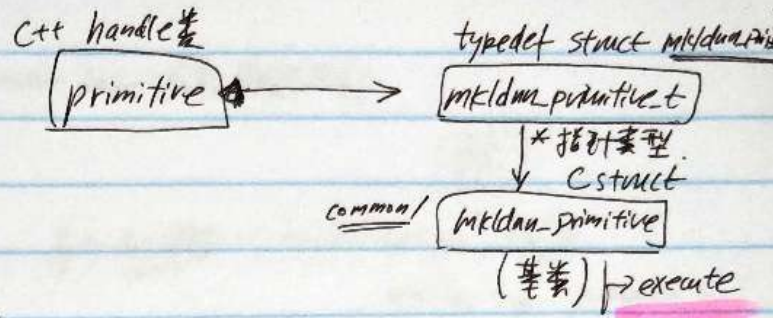 C++ handle类
typedef struct mkldnn_prim
primitive
mkldnn_primitive_t
* 指针类型.
C struct
common/
mkldnn_primitive
(基类) → execute